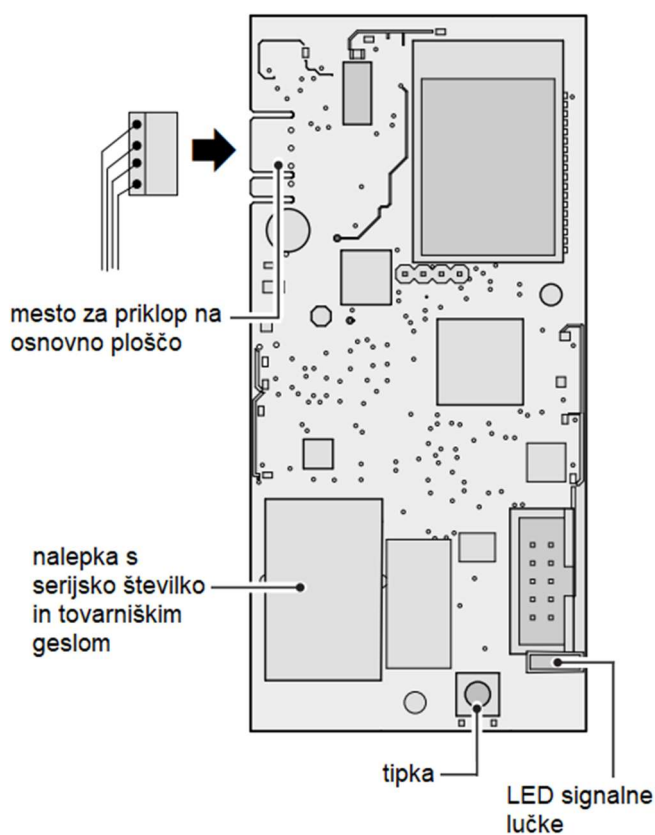 mesto za priklop na
osnovno ploščo
nalepka s
serijsko številko
in tovarniškim
geslom
tipka
LED signalne
lučke